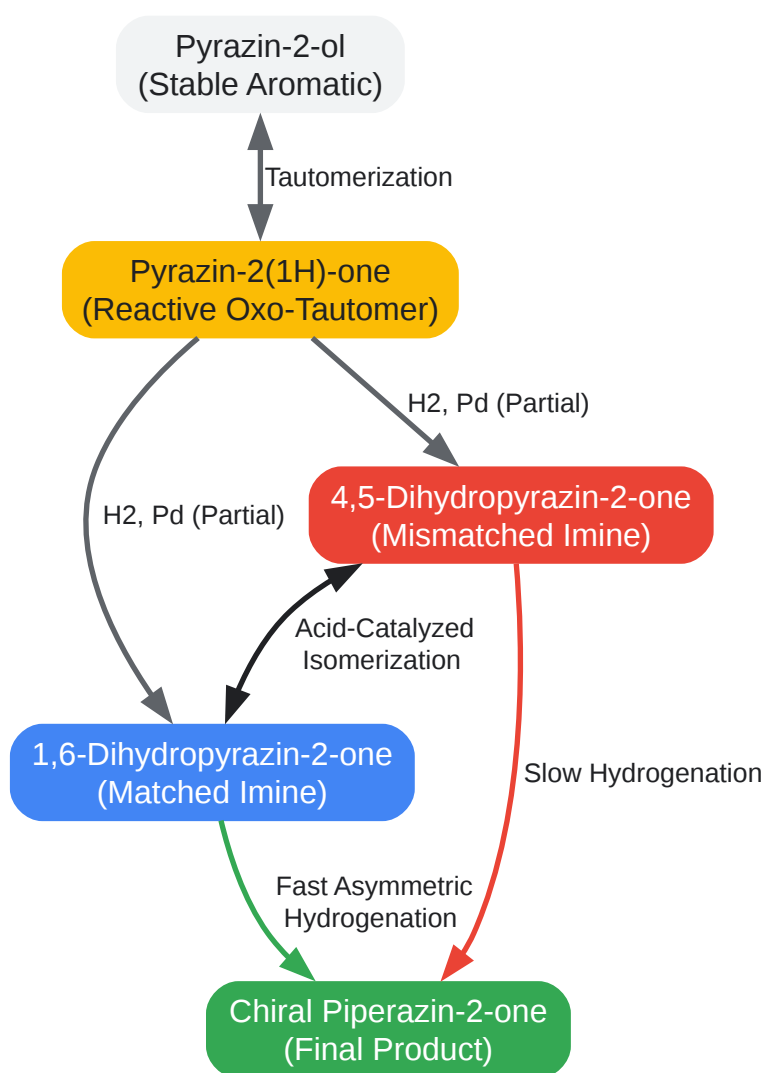 Pyrazin-2-ol
(Stable Aromatic)
Tautomerization
Pyrazin-2(1H)-one
(Reactive Oxo-Tautomer)
H2, Pd (Partial)
4,5-Dihydropyrazin-2-one
(Mismatched Imine)
H2, Pd (Partial)
Acid-Catalyzed
Isomerization
1,6-Dihydropyrazin-2-one
(Matched Imine)
Slow Hydrogenation
Fast Asymmetric
Hydrogenation
Chiral Piperazin-2-one
(Final Product)